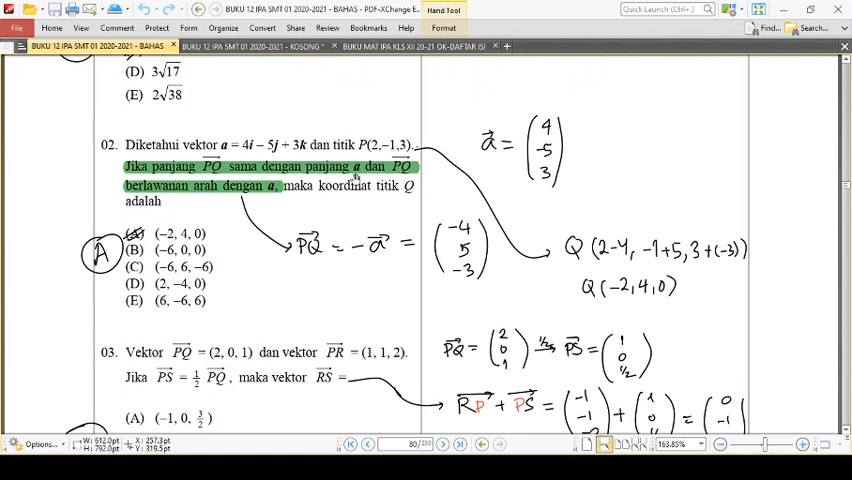 BUKU 12 IPA SMT 01 2020-2021 - BAHAS - PDF-XChange E...
Hand Tool
File Home Convert Edit Organize Comment View Form Protect Share Review Bookmarks Help
Format
Find...
Search...
BUKU 12 IPA SMT 01 2020-2021 - BAHAS ×
BUKU 12 IPA SMT 01 2020-2021 - KOSONG * ×
BUKU MAT IPA KLS XII 20-21 OK-DAFTAR ISI ×
(D) 3√17
(E) 2√38
02. Diketahui vektor a = 4i – 5j + 3k dan titik P(2,–1,3).
Jika panjang PQ sama dengan panjang a dan PQ
berlawanan arah dengan a, maka koordinat titik Q
adalah
(A) (–2, 4, 0)
(B) (–6, 0, 0)
(C) (–6, 6, –6)
(D) (2, –4, 0)
(E) (6, –6, 6)
A
a = (4 -5 3)
PQ = -a = (-4 5 -3)
Q (2-4, -1+5, 3+(-3))
Q(-2,4,0)
03. Vektor PQ = (2, 0, 1) dan vektor PR = (1, 1, 2).
Jika PS = 1/2 PQ, maka vektor RS =
(A) (–1, 0, 3/2)
PQ = (2 0 1) 1/2→ PS = (1 0 1/2)
RP + PS = (-1 -1 -2) + (1 0 = (0 -1
Options...
W: 612.0pt
H: 792.0pt
X: 257.3pt
Y: 319.5pt
80
163.85%